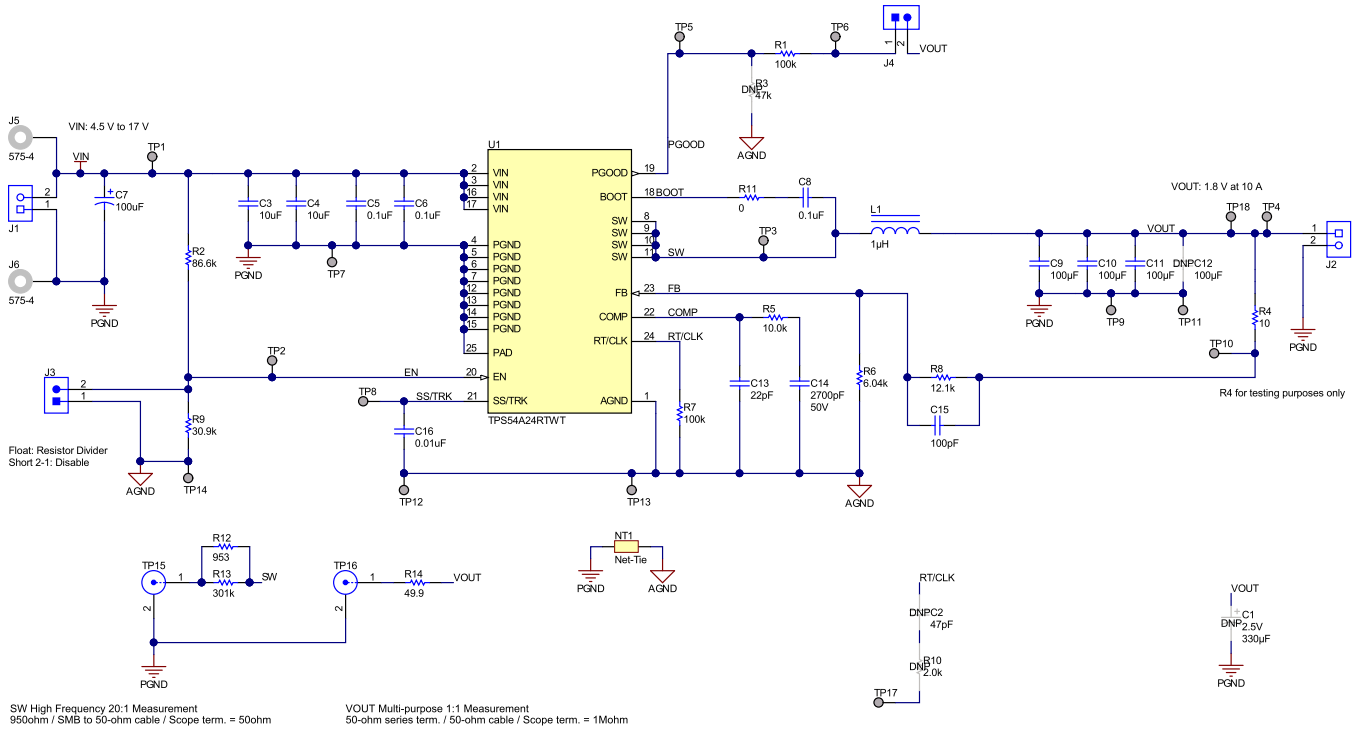 TP5
TP6
1
2
VOUT
J4
R1
100k
R3
DNP
47k
AGND
PGOOD
J5
575-4
VIN: 4.5 V to 17 V
VIN
TP1
2
1
J1
C7
+
100uF
J6
575-4
PGND
R2
86.6k
C3
10uF
C4
10uF
C5
0.1uF
C6
0.1uF
PGND
TP7
U1
2
VIN
3
VIN
16
VIN
17
VIN
4
PGND
5
PGND
6
PGND
7
PGND
12
PGND
13
PGND
14
PGND
15
PGND
25
PAD
20
EN
21
SS/TRK
PGOOD
19
BOOT
18
BOOT
SW
8
SW
9
SW
10
SW
11
SW
FB
23
FB
COMP
22
COMP
RT/CLK
24
RT/CLK
AGND
1
TPS54A24RTWT
R11
0
C8
0.1uF
TP3
L1
1µH
VOUT: 1.8 V at 10 A
TP18
TP4
VOUT
1
2
J2
C9
100µF
C10
100µF
C11
100µF
DNP
C12
100µF
PGND
TP9
TP11
R4
10
PGND
TP10
R4 for testing purposes only
R5
10.0k
C13
22pF
C14
2700pF
50V
R6
6.04k
R8
12.1k
C15
100pF
R7
100k
TP2
EN
J3
2
1
TP8
SS/TRK
R9
30.9k
C16
0.01uF
Float: Resistor Divider
Short 2-1: Disable
AGND
TP14
TP12
TP13
AGND
R12
953
TP15
1
R13
301k
SW
2
TP16
1
R14
49.9
VOUT
2
PGND
NT1
Net-Tie
PGND
AGND
RT/CLK
DNP
C2
47pF
R10
DNP
2.0k
TP17
VOUT
+
C1
DNP
2.5V
330µF
PGND
SW High Frequency 20:1 Measurement
950ohm / SMB to 50-ohm cable / Scope term. = 50ohm
VOUT Multi-purpose 1:1 Measurement
50-ohm series term. / 50-ohm cable / Scope term. = 1Mohm